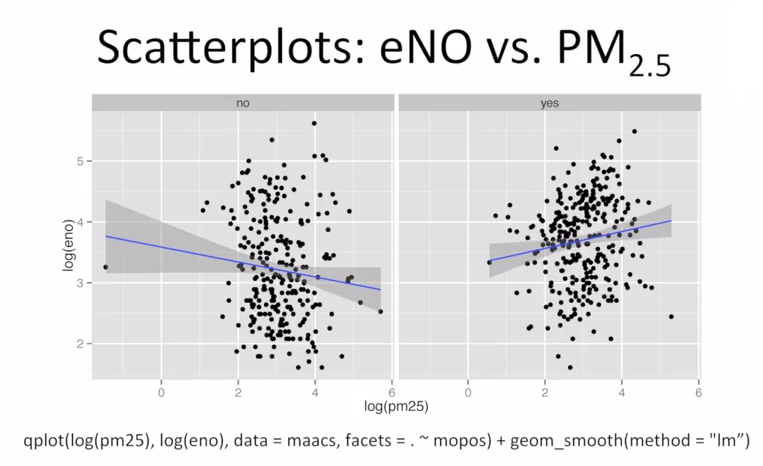 Scatterplots: eNO vs. PM2.5
no yes
5
4
3
2
log(eno)
0 2 4 6 0 2 4 6
log(pm25)
qplot(log(pm25), log(eno), data = maacs, facets = . ~ mopos) + geom_smooth(method = "lm”)